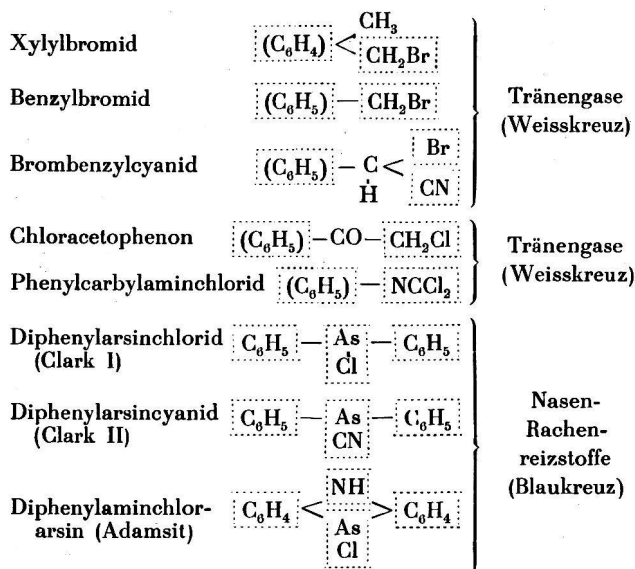 CH₃
Xylylbromid (C₆H₄) < CH₂Br
Benzylbromid (C₆H₅) — CH₂Br
Tränengase
(Weisskreuz)
Br
Brombenzylcyanid (C₆H₅) — C <
H CN
Chloracetophenon (C₆H₅) — CO — CH₂Cl
Phenylcarbylaminchlorid (C₆H₅) — NCCl₂
Tränengase
(Weisskreuz)
Diphenylarsinchlorid C₆H₅ — As — C₆H₅
(Clark I) Cl
Diphenylarsincyanid C₆H₅ — As — C₆H₅
(Clark II) CN
NH
Diphenylaminchlor- C₆H₄ < > C₆H₄
arsin (Adamsit) As
Cl
Nasen-
Rachen-
reizstoffe
(Blaukreuz)